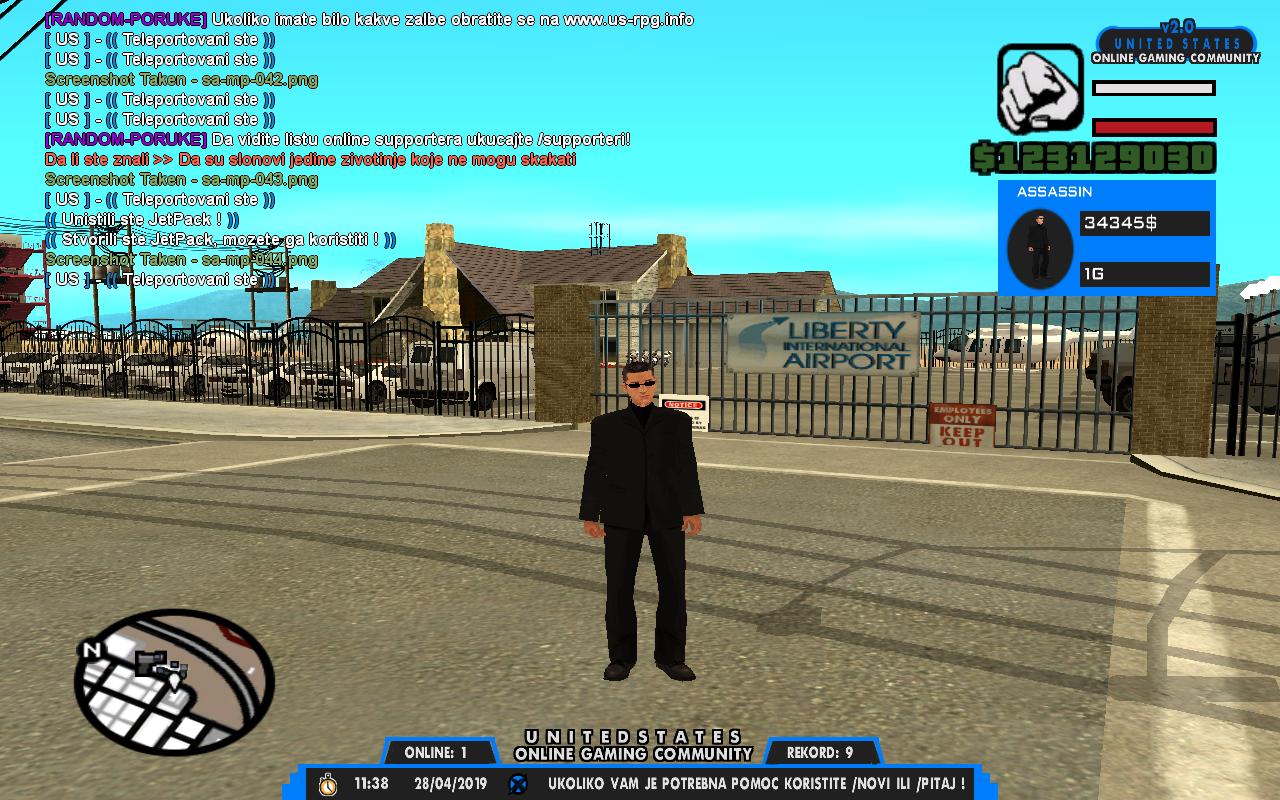 [RANDOM-PORUKE] Ukoliko imate bilo kakve zalbe obratite se na www.us-rpg.info
[ US ] - (( Teleportovani ste ))
[ US ] - (( Teleportovani ste ))
Screenshot Taken - sa-mp-042.png
[ US ] - (( Teleportovani ste ))
[ US ] - (( Teleportovani ste ))
[RANDOM-PORUKE] Da vidite listu online supportera ukucajte /supporteri!
Da li ste znali >> Da su slonovi jedine zivotinje koje ne mogu skakati
Screenshot Taken - sa-mp-043.png
[ US ] - (( Teleportovani ste ))
(( Unistili ste JetPack ! ))
(( Stvorili ste JetPack, mozete ga koristiti ! ))
Screenshot Taken - sa-mp-044.png
[ US ] - (( Teleportovani ste ))
v2.0
UNITED STATES
ONLINE GAMING COMMUNITY
$123129030
ASSASSIN
34345$
1G
LIBERTY
INTERNATIONAL
AIRPORT
NOTICE
EMPLOYEES
ONLY
KEEP
OUT
N
UNITEDSTATES
ONLINE GAMING COMMUNITY
ONLINE: 1
REKORD: 9
11:38 28/04/2019 UKOLIKO VAM JE POTREBNA POMOC KORISTITE /NOVI ILI /PITAJ !